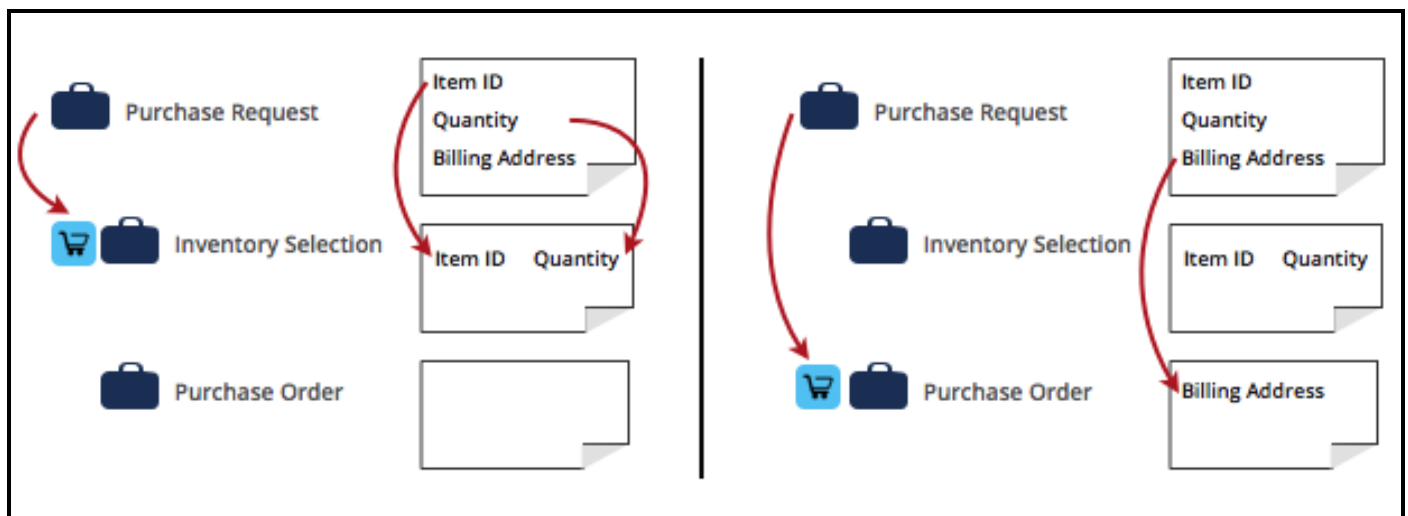 Item ID
Purchase Request
Quantity
Billing Address
Inventory Selection
Item ID Quantity
Purchase Order
Item ID
Purchase Request
Quantity
Billing Address
Inventory Selection
Item ID Quantity
Purchase Order
Billing Address